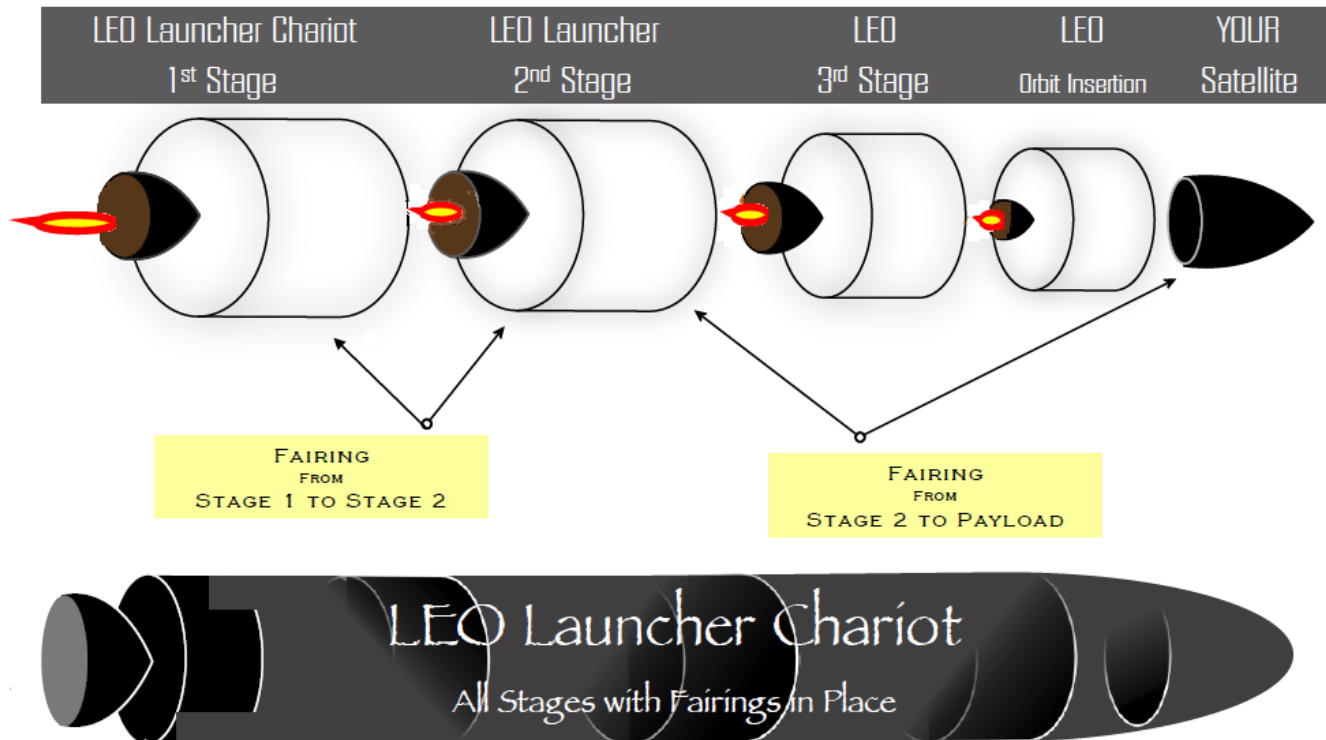 LEO Launcher Chariot
1st Stage
LEO Launcher
2nd Stage
LEO
3rd Stage
LEO
Orbit Insertion
YOUR
Satellite
FAIRING
FROM
STAGE 1 TO STAGE 2
FAIRING
FROM
STAGE 2 TO PAYLOAD
LEO Launcher Chariot
All Stages with Fairings in Place